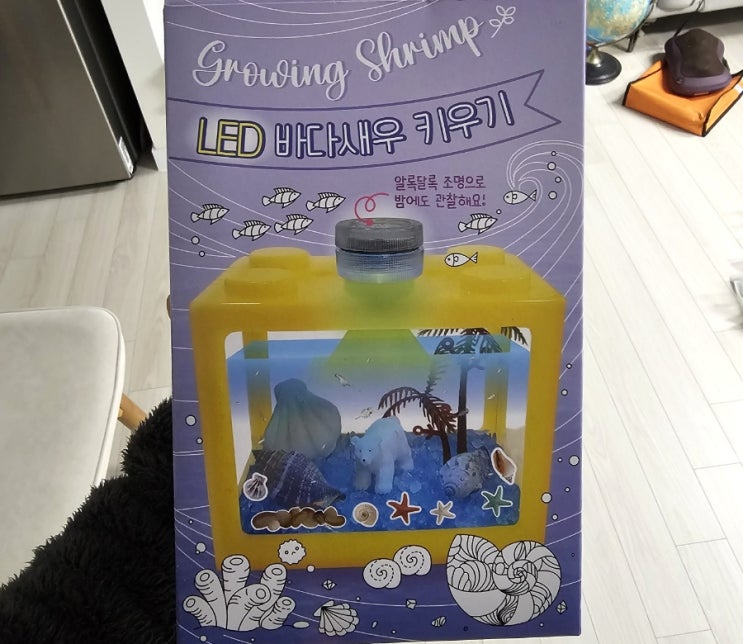 Growing Shrimp
LED 바다새우 키우기
알록달록 조명으로
밤에도 관찰해요!